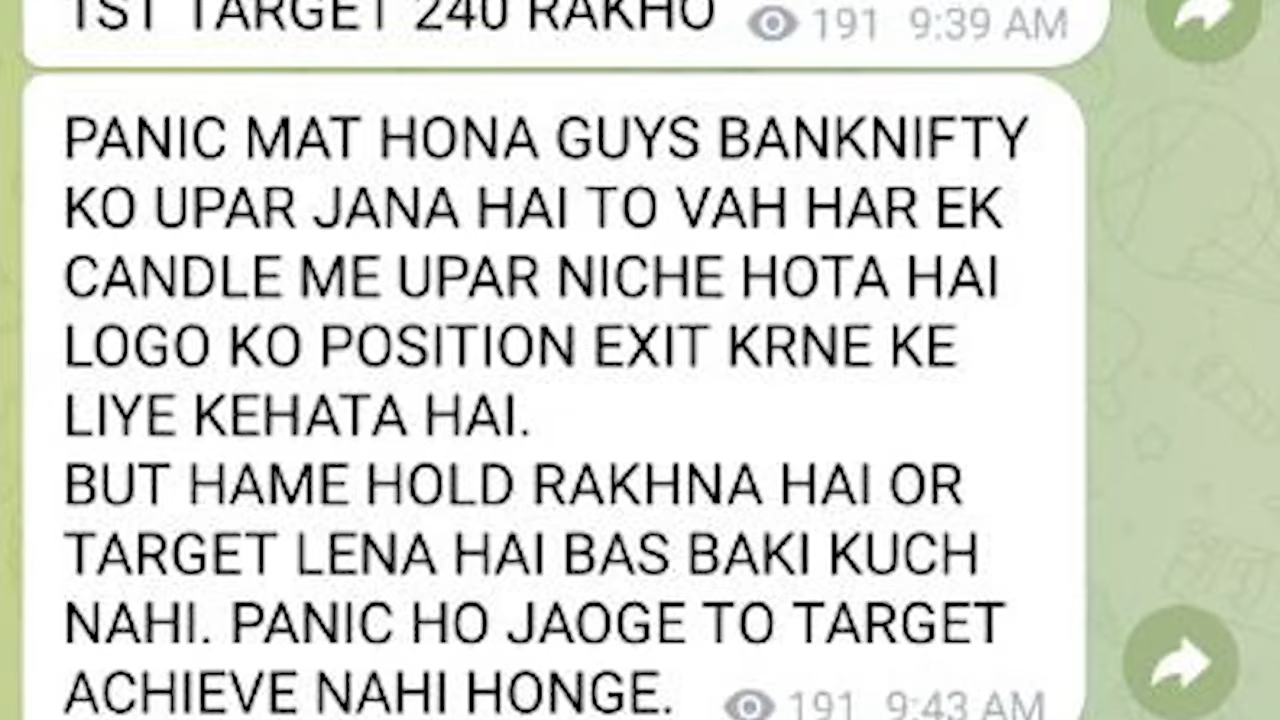 1ST TARGET 240 RAKHO 191 9:39 AM
PANIC MAT HONA GUYS BANKNIFTY
KO UPAR JANA HAI TO VAH HAR EK
CANDLE ME UPAR NICHE HOTA HAI
LOGO KO POSITION EXIT KRNE KE
LIYE KEHATA HAI.
BUT HAME HOLD RAKHNA HAI OR
TARGET LENA HAI BAS BAKI KUCH
NAHI. PANIC HO JAOGE TO TARGET
ACHIEVE NAHI HONGE. 191 9:43 AM